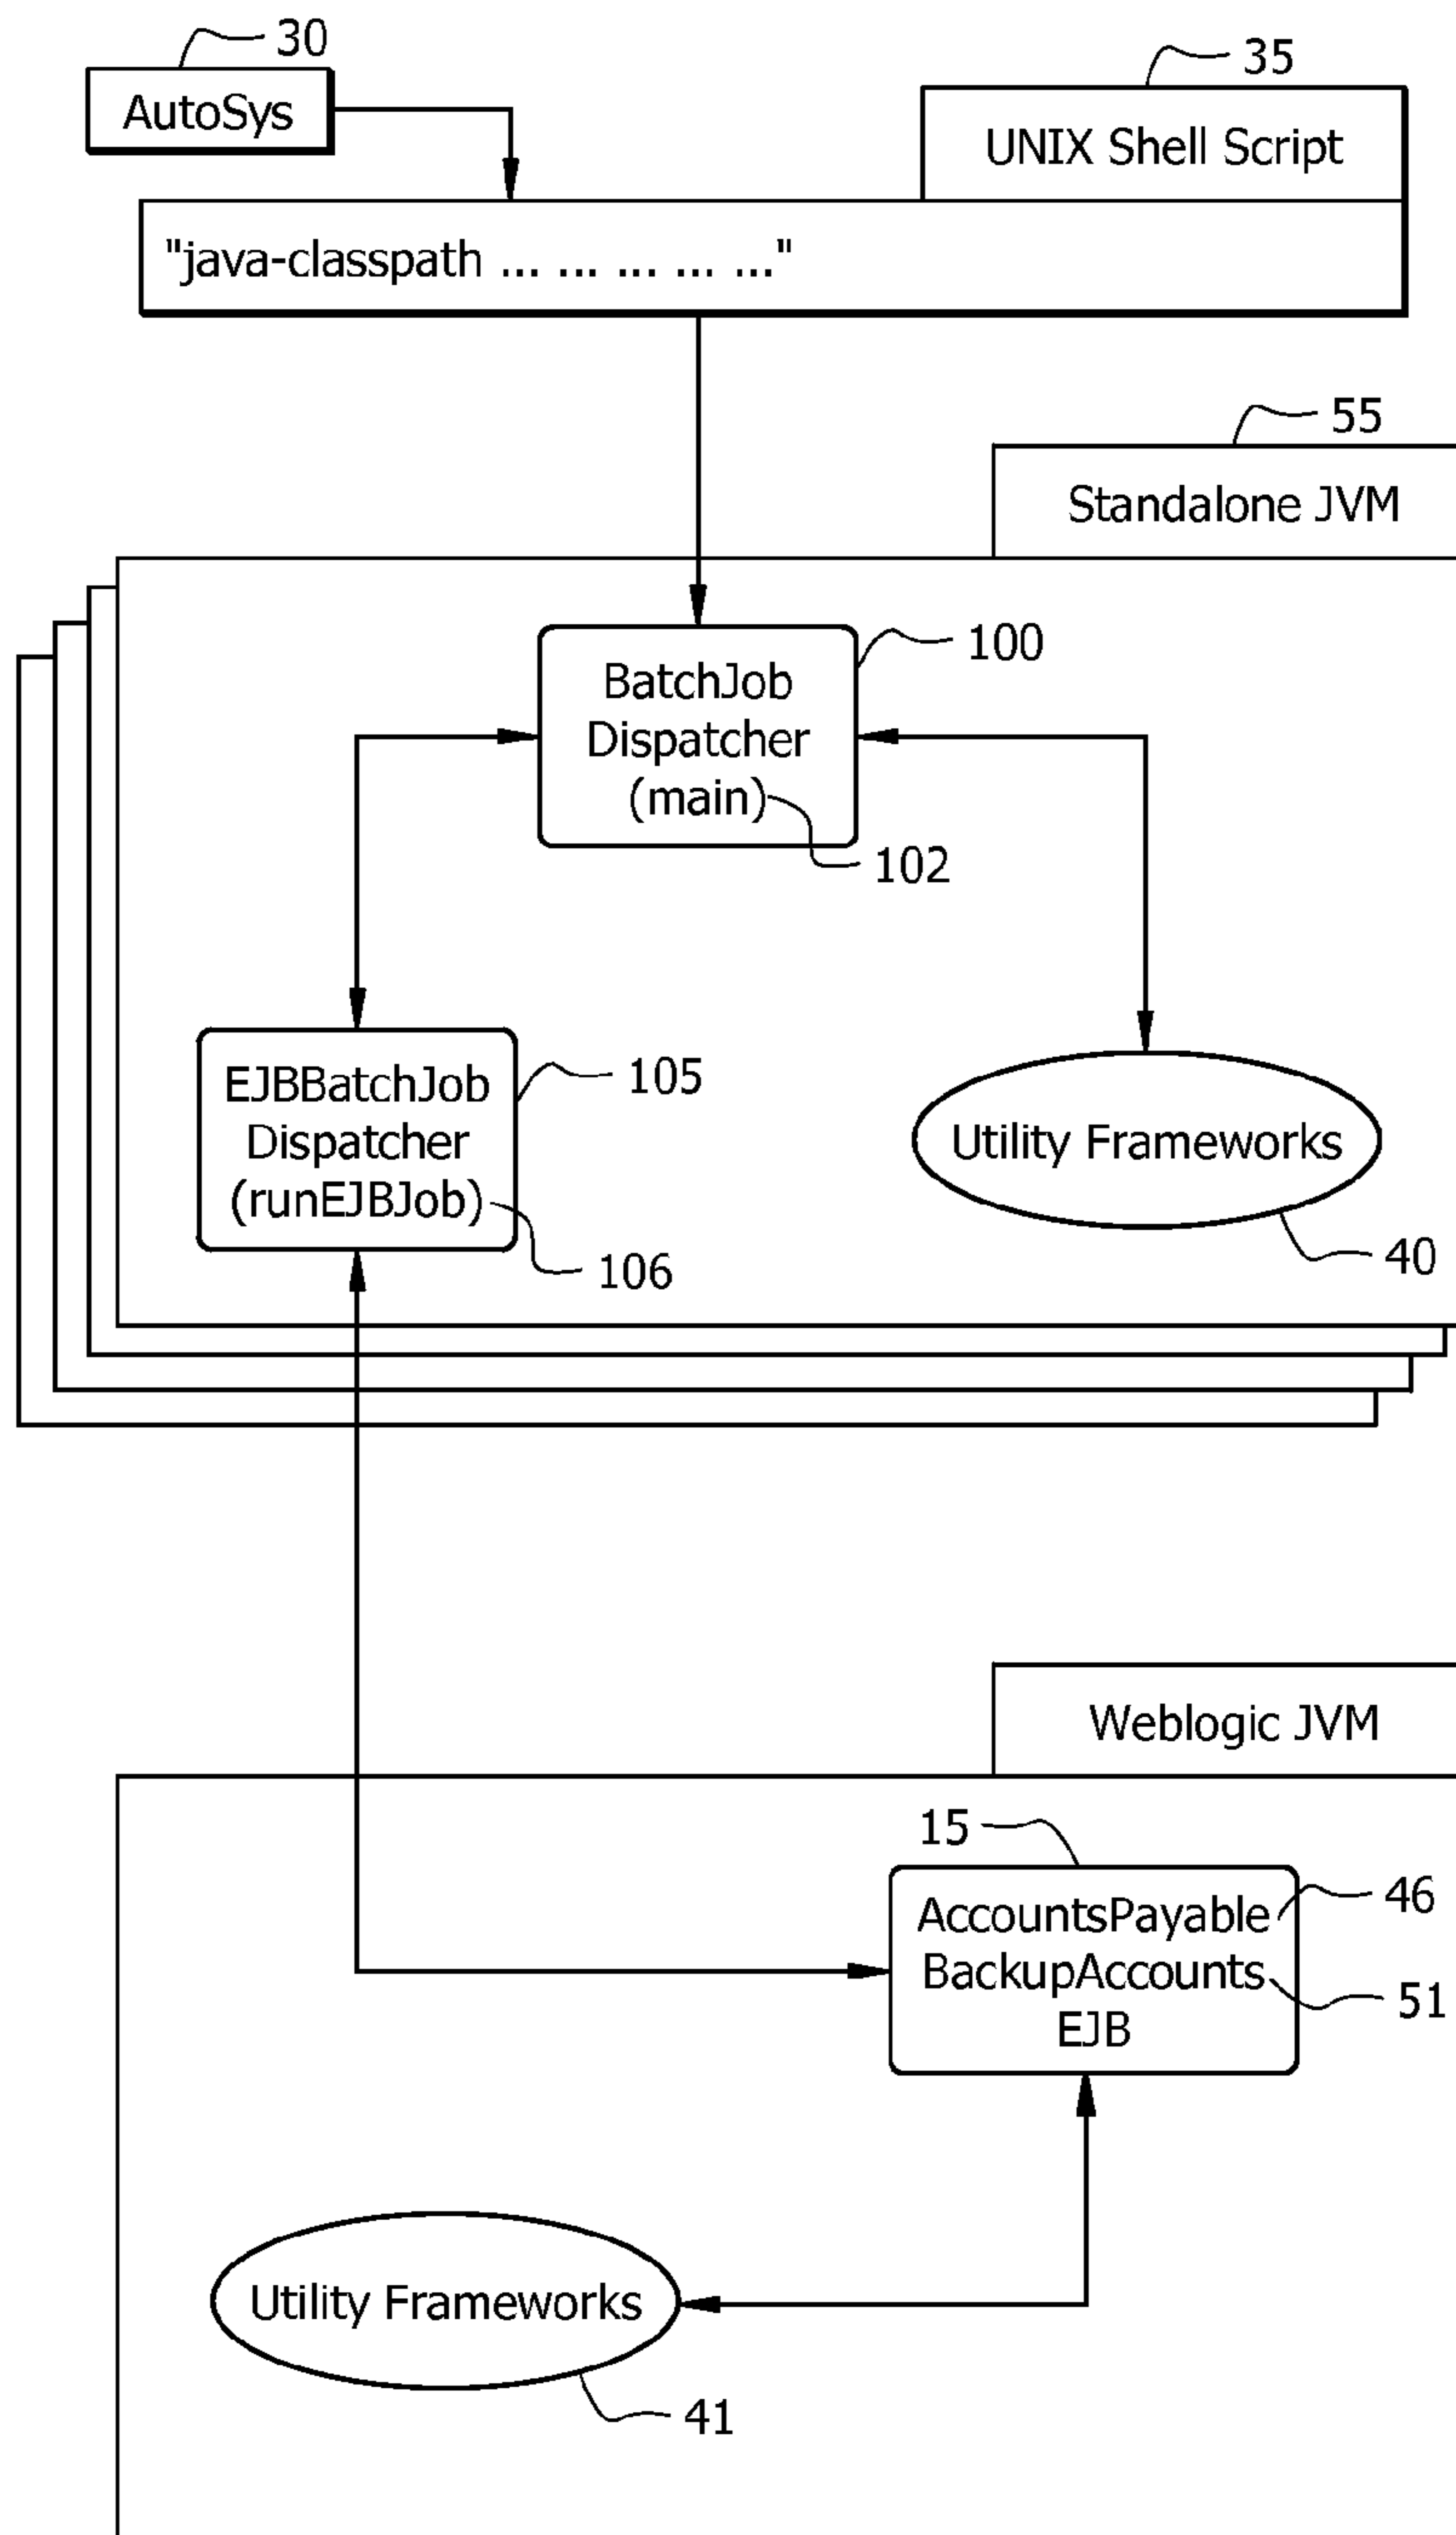 30
AutoSys
35
UNIX Shell Script
"java-classpath ... ... ... ... ..."
55
Standalone JVM
100
BatchJob
Dispatcher
(main)
102
EJBBatchJob
Dispatcher
(runEJBJob)
105
106
Utility Frameworks
40
Weblogic JVM
15
AccountsPayable
BackupAccounts
EJB
46
51
Utility Frameworks
41